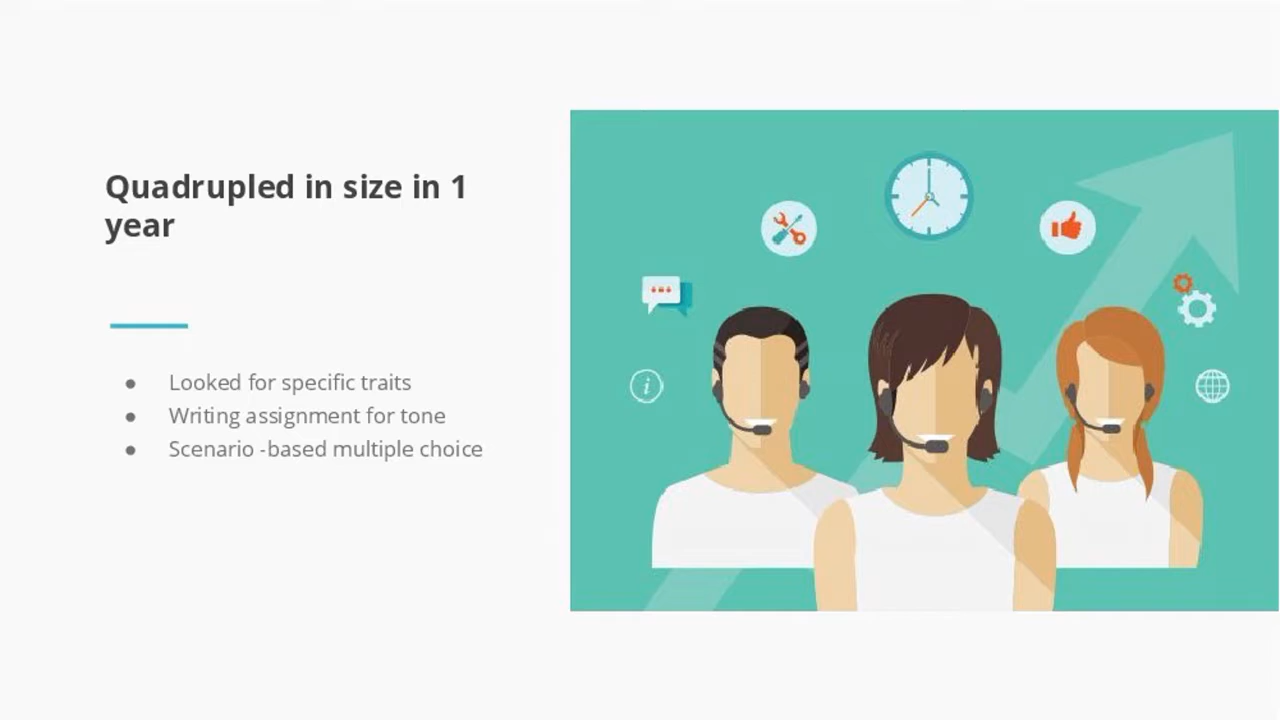 Quadrupled in size in 1
year
● Looked for specific traits
● Writing assignment for tone
● Scenario -based multiple choice
i